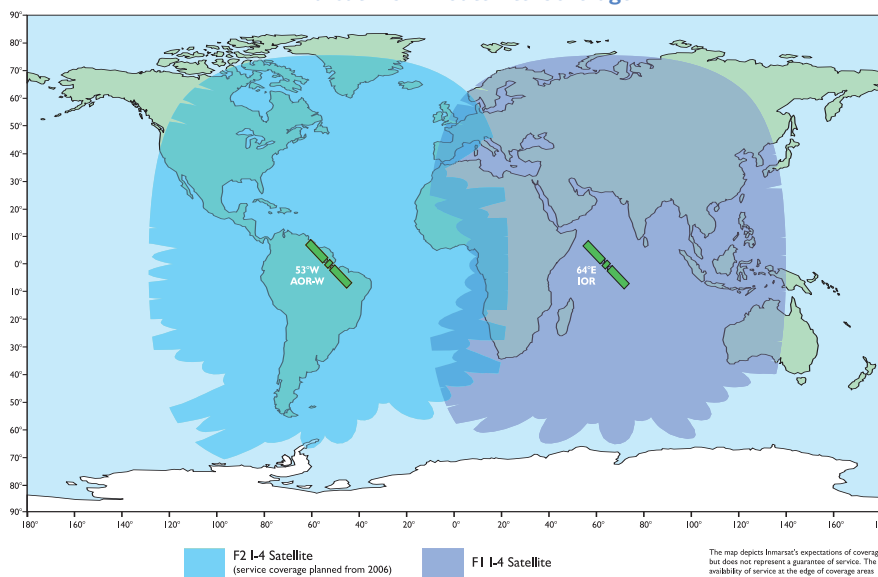 90°
80°
70°
60°
50°
40°
30°
20°
10°
0°
10°
20°
30°
40°
50°
60°
70°
80°
90°
53°W
AOR-W
64°E
IOR
180° 140° 120° 100° 80° 60° 40° 20° 0° 20° 40° 60° 80° 100° 120° 140° 160°
F2 I-4 Satellite
(service coverage planned from 2006)
F1 I-4 Satellite
The map depicts Inmarsat's expectations of
but does not represent a guarantee of service. The
availability of service at the edge of coverage areas